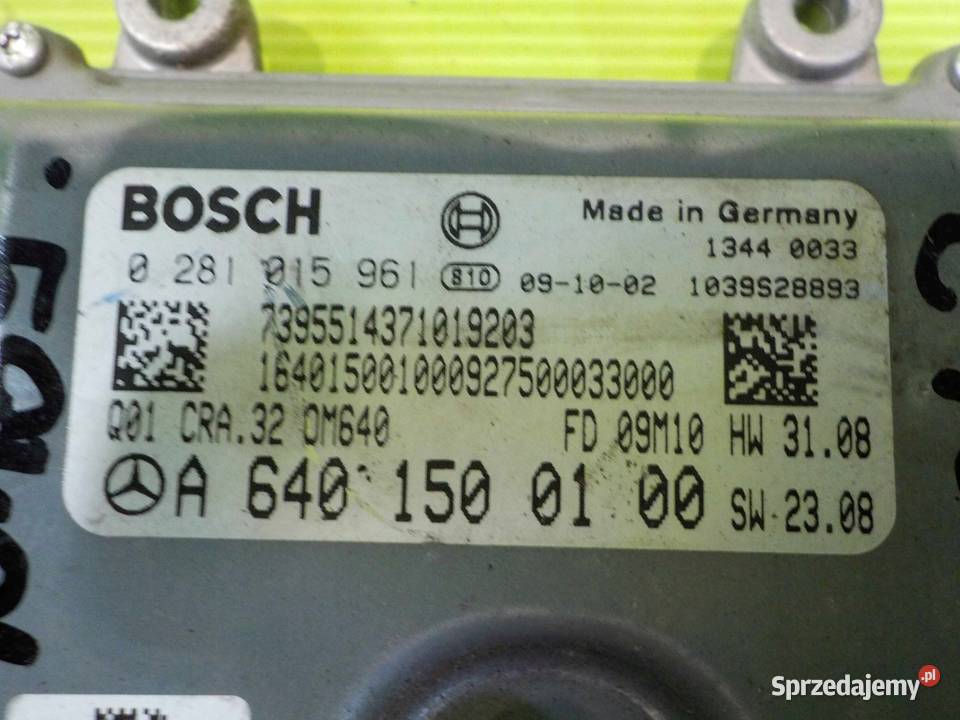 BOSCH
Made in Germany
1344 0033
0 281 015 961 810 09-10-02 1039S28893
7395514371019203
164015001000927500033000
Q01 CRA.32 OM640 FD 09M10 HW 31.08
A 640 150 01 00 SW 23.08
Sprzedajemy.pl